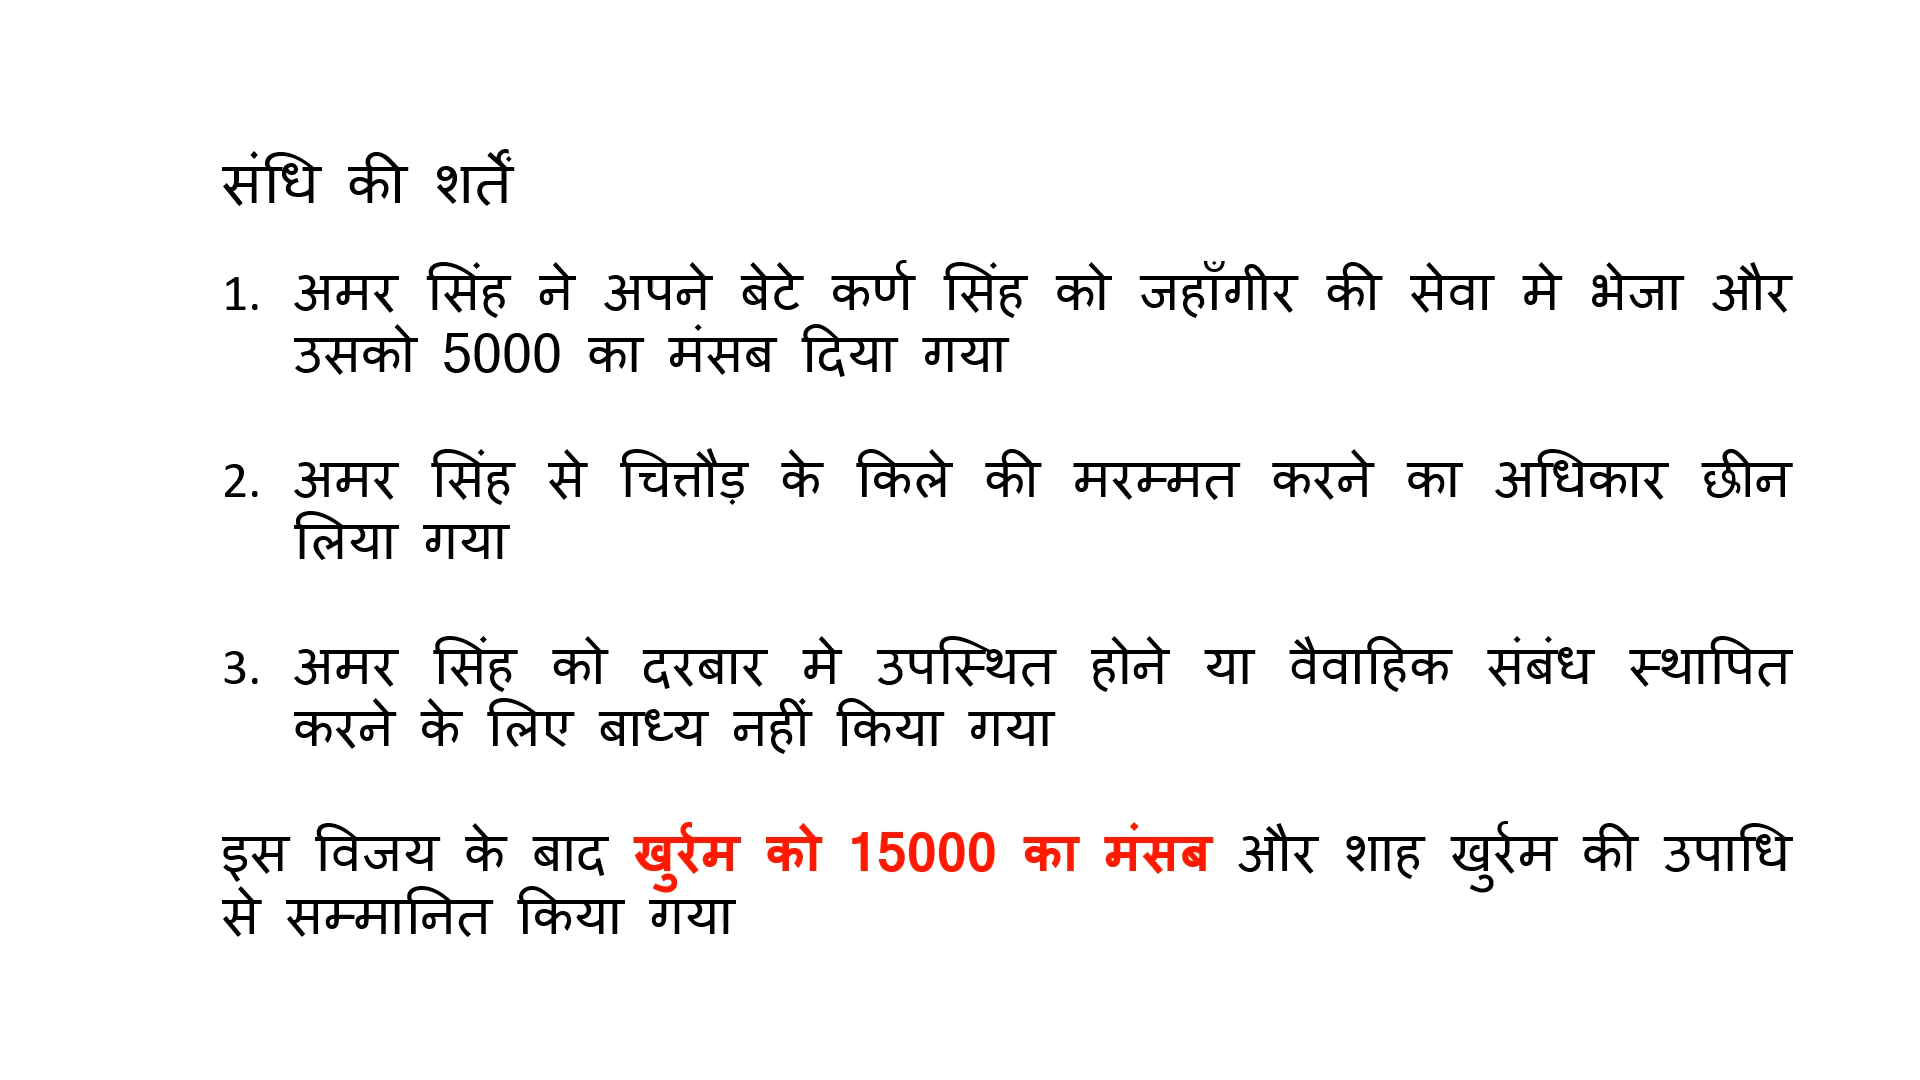 संधि की शर्तें
1. अमर सिंह ने अपने बेटे कर्ण सिंह को जहाँगीर की सेवा मे भेजा और
उसको 5000 का मंसब दिया गया
2. अमर सिंह से चित्तौड़ के किले की मरम्मत करने का अधिकार छीन
लिया गया
3. अमर सिंह को दरबार मे उपस्थित होने या वैवाहिक संबंध स्थापित
करने के लिए बाध्य नहीं किया गया
इस विजय के बाद खुर्रम को 15000 का मंसब और शाह खुर्रम की उपाधि
से सम्मानित किया गया